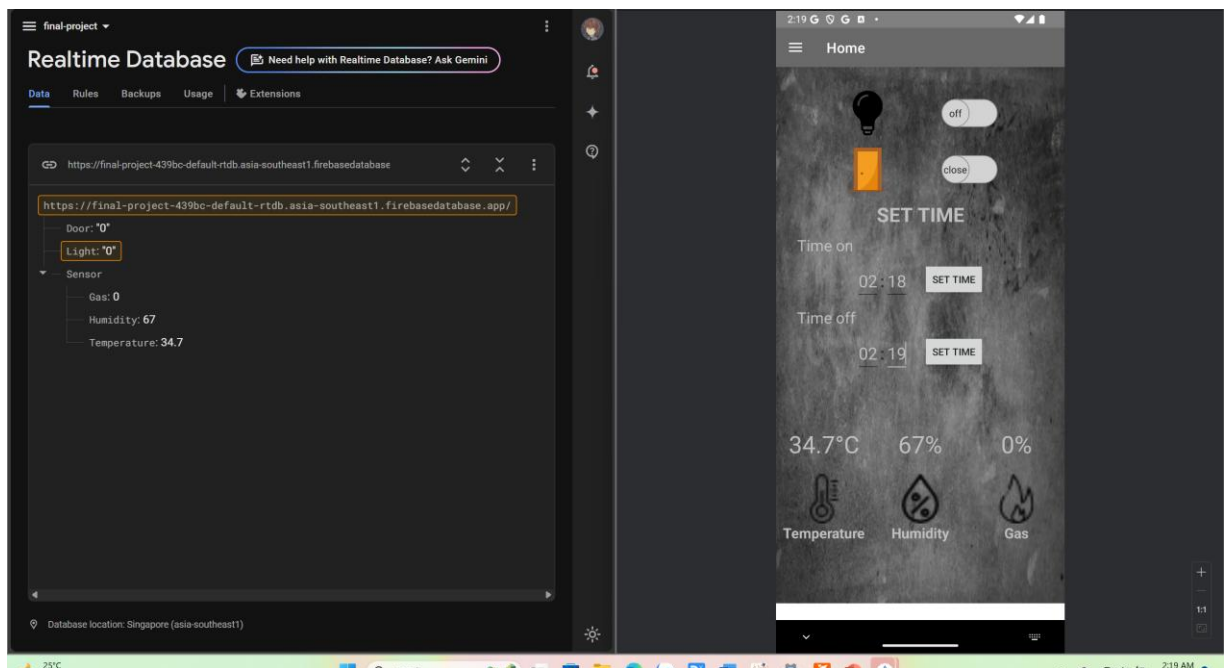 final-project
Realtime Database
Need help with Realtime Database? Ask Gemini
Data Rules Backups Usage Extensions
https://final-project-439bc-default-rtdb.asia-southeast1.firebasedatabase
https://final-project-439bc-default-rtdb.asia-southeast1.firebasedatabase.app/
Door: "0"
Light: "0"
Sensor
Gas: 0
Humidity: 67
Temperature: 34.7
Database location: Singapore (asia-southeast1)
2:19 G G
Home
off
close
SET TIME
Time on
02 : 18 SET TIME
Time off
02 : 19 SET TIME
34.7°C 67% 0%
Temperature Humidity Gas
1:1
25°C
2:19 AM